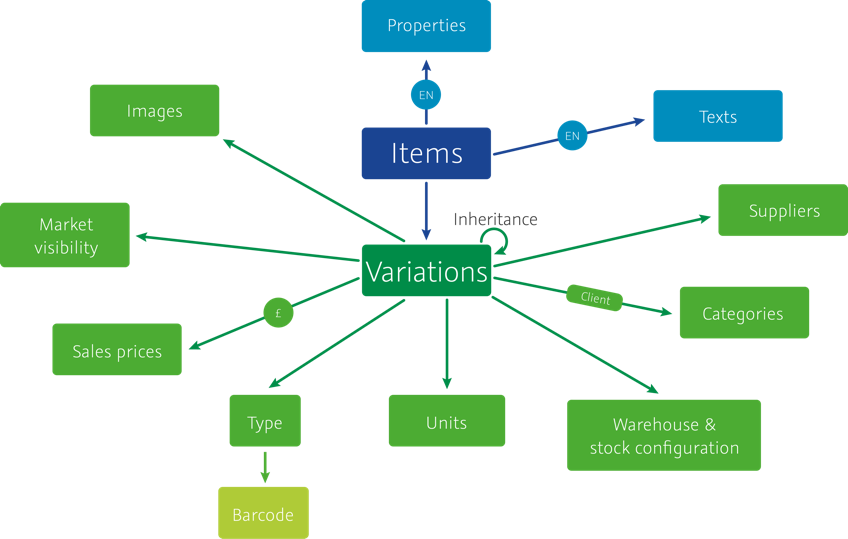 Properties
EN
Images
Texts
EN
Items
Inheritance
Suppliers
Market
visibility
Variations
Client
Categories
£
Sales prices
Type
Units
Warehouse &
stock configuration
Barcode